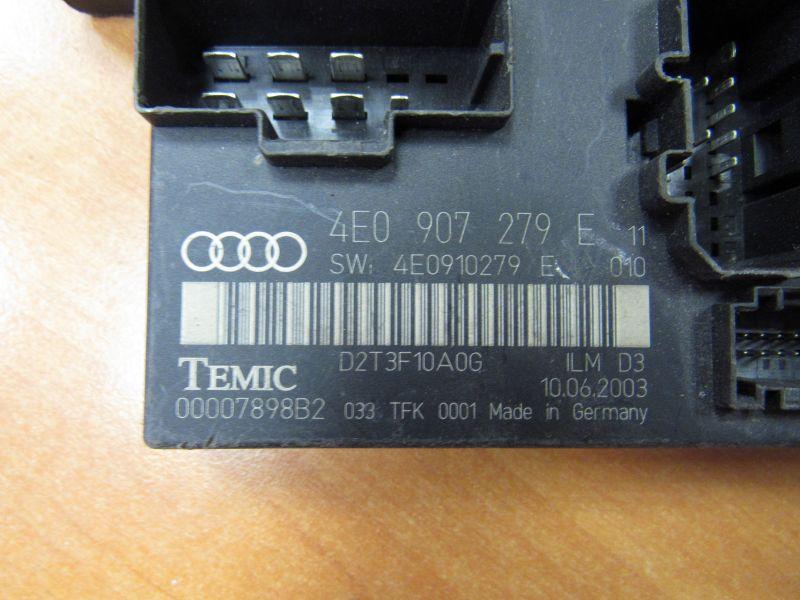 4E0 907 279 E 11
SW: 4E0910279 E 010
D2T3F10A0G ILM D3
TEMIC 10.06.2003
00007898B2 033 TFK 0001 Made in Germany